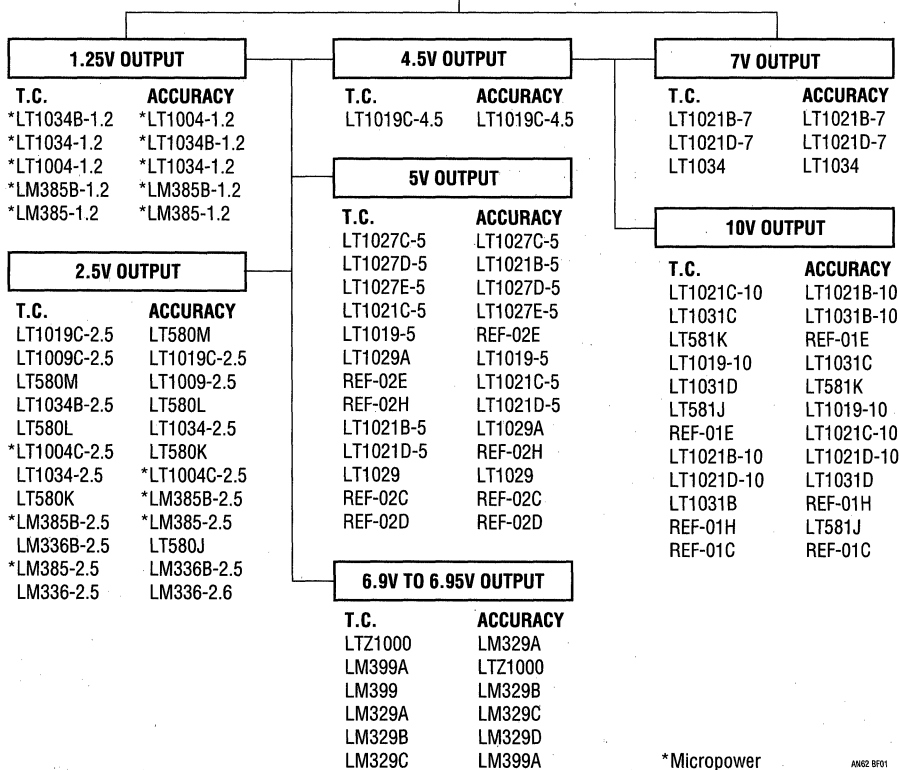 1.25V OUTPUT
T.C. ACCURACY
*LT1034B-1.2 *LT1004-1.2
*LT1034-1.2 *LT1034B-1.2
*LT1004-1.2 *LT1034-1.2
*LM385B-1.2 *LM385B-1.2
*LM385-1.2 *LM385-1.2
2.5V OUTPUT
T.C. ACCURACY
LT1019C-2.5 LT580M
LT1009C-2.5 LT1019C-2.5
LT580M LT1009-2.5
LT1034B-2.5 LT580L
LT580L LT1034-2.5
*LT1004C-2.5 LT580K
LT1034-2.5 *LT1004C-2.5
LT580K *LM385B-2.5
*LM385B-2.5 *LM385-2.5
LM336B-2.5 LT580J
*LM385-2.5 LM336B-2.5
LM336-2.5 LM336-2.6
4.5V OUTPUT
T.C. ACCURACY
LT1019C-4.5 LT1019C-4.5
5V OUTPUT
T.C. ACCURACY
LT1027C-5 LT1027C-5
LT1027D-5 LT1021B-5
LT1027E-5 LT1027D-5
LT1021C-5 LT1027E-5
LT1019-5 REF-02E
LT1029A LT1019-5
REF-02E LT1021C-5
REF-02H LT1021D-5
LT1021B-5 LT1029A
LT1021D-5 REF-02H
LT1029 LT1029
REF-02C REF-02C
REF-02D REF-02D
6.9V TO 6.95V OUTPUT
T.C. ACCURACY
LTZ1000 LM329A
LM399A LTZ1000
LM399 LM329B
LM329A LM329C
LM329B LM329D
LM329C LM399A
7V OUTPUT
T.C. ACCURACY
LT1021B-7 LT1021B-7
LT1021D-7 LT1021D-7
LT1034 LT1034
10V OUTPUT
T.C. ACCURACY
LT1021C-10 LT1021B-10
LT1031C LT1031B-10
LT581K REF-01E
LT1019-10 LT1031C
LT1031D LT581K
LT581J LT1019-10
REF-01E LT1021C-10
LT1021B-10 LT1021D-10
LT1021D-10 LT1031D
LT1031B REF-01H
REF-01H LT581J
REF-01C REF-01C
*Micropower
AN62 BF01